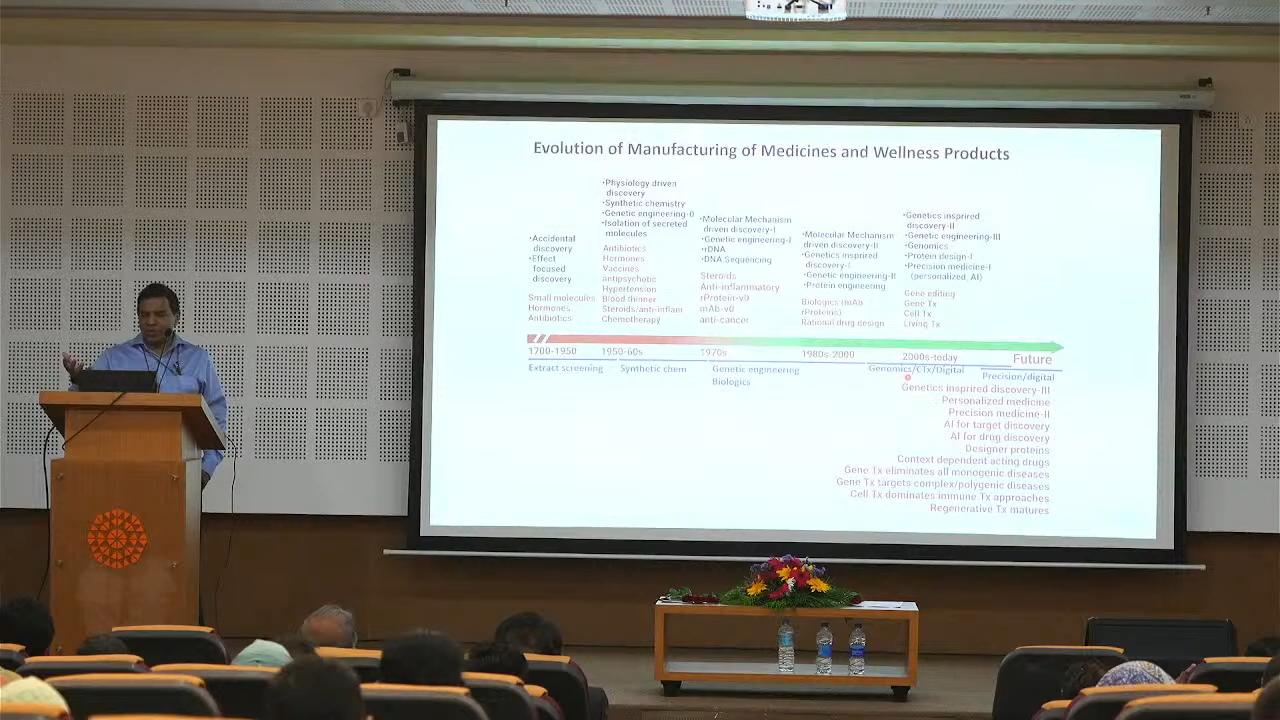 Evolution of Manufacturing of Medicines and Wellness Products
•Accidental
discovery
•Effect
focused
discovery
Small molecules
Hormones
Antibiotics
•Physiology driven
discovery
•Synthetic chemistry
•Genetic engineering-0
•Isolation of secreted
molecules
Antibiotics
Hormones
Vaccines
antipsychotic
Hypertension
Blood thinner
Steroids/anti-inflam
Chemotherapy
•Molecular Mechanism
driven discovery-I
•Genetic engineering-I
•rDNA
•DNA Sequencing
Steroids
Anti-inflammatory
rProtein-v0
mAb-v0
anti-cancer
•Molecular Mechanism
driven discovery-II
•Genetics insprired
discovery-I
•Genetic engineering-II
•Protein engineering
Biologics (mAb
rProteins)
Rational drug design
•Genetics insprired
discovery-II
•Genetic engineering-III
•Genomics
•Protein design-I
•Precision medicine-I
(personalized, AI)
Gene editing
Gene Tx
Cell Tx
Living Tx
1700-1950
1950-60s
1970s
1980s-2000
2000s-today
Future
Extract screening
Synthetic chem
Genetic engineering
Biologics
Genomics/CTx/Digital
Precision/digital
Genetics insprired discovery-III
Personalized medicine
Precision medicine-II
AI for target discovery
AI for drug discovery
Designer proteins
Context dependent acting drugs
Gene Tx eliminates all monogenic diseases
Gene Tx targets complex/polygenic diseases
Cell Tx dominates immune Tx approaches
Regenerative Tx matures